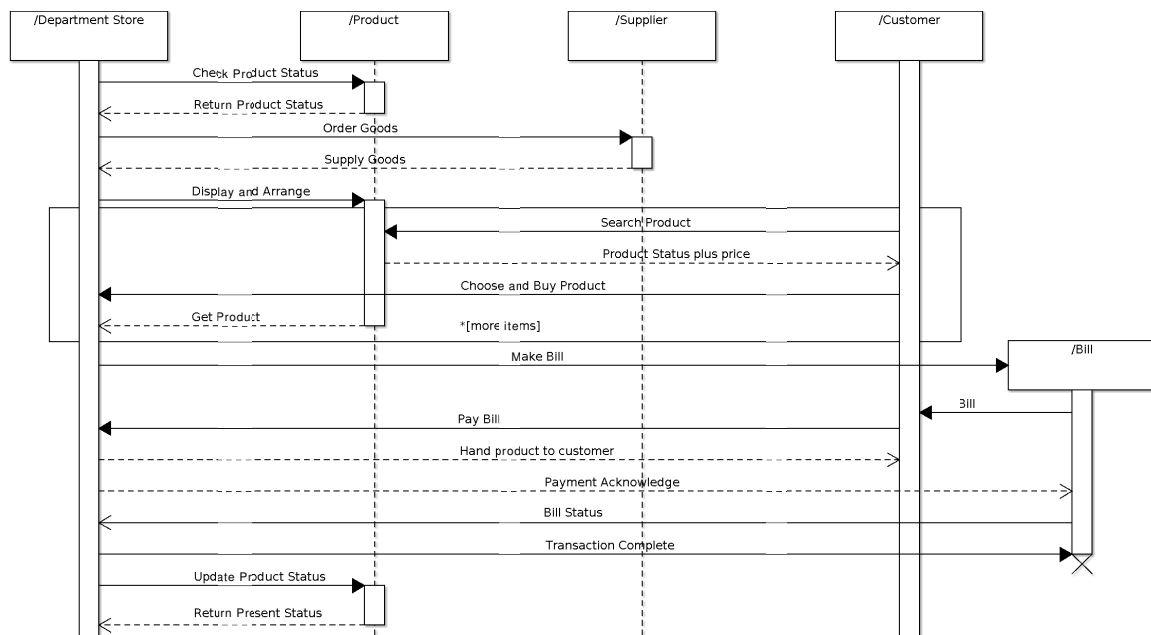 /Department Store
/Product
/Supplier
/Customer
Check Product Status
Return Product Status
Order Goods
Supply Goods
Display and Arrange
Search Product
Product Status plus price
Choose and Buy Product
Get Product
*[more items]
/Bill
Make Bill
Bill
Pay Bill
Hand product to customer
Payment Acknowledge
Bill Status
Transaction Complete
Update Product Status
Return Present Status